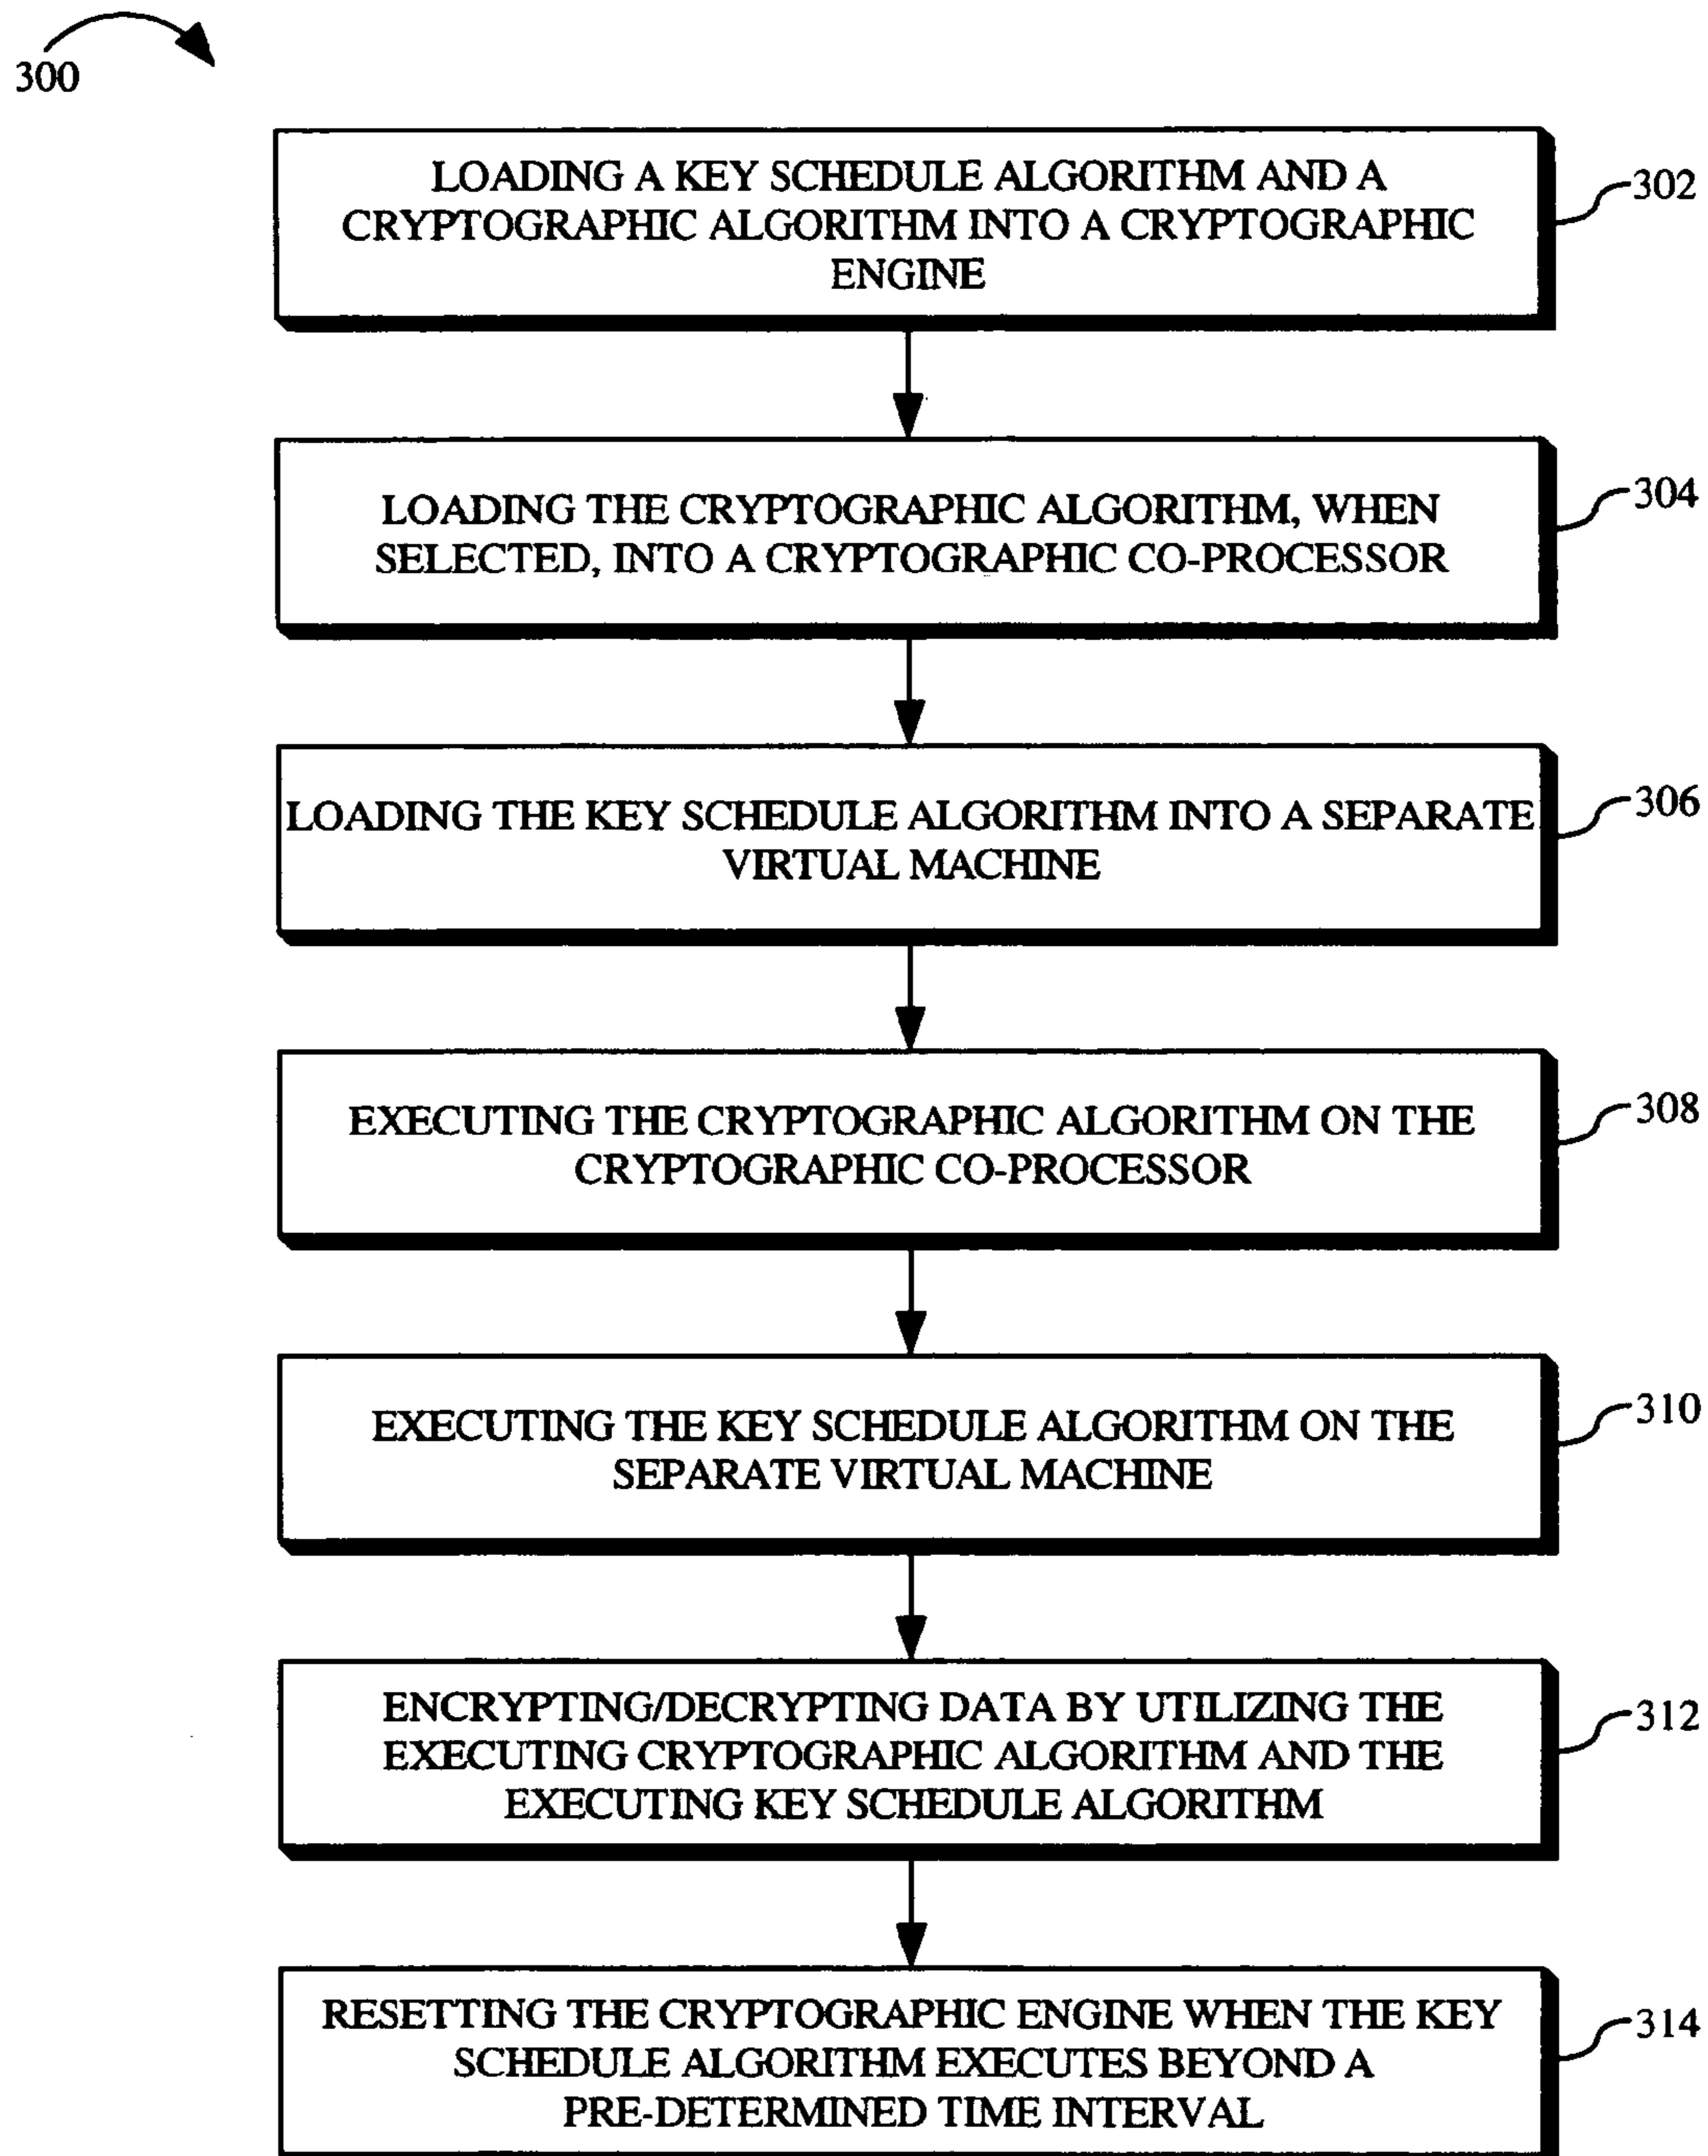 300
LOADING A KEY SCHEDULE ALGORITHM AND A
CRYPTOGRAPHIC ALGORITHM INTO A CRYPTOGRAPHIC
ENGINE
302
LOADING THE CRYPTOGRAPHIC ALGORITHM, WHEN
SELECTED, INTO A CRYPTOGRAPHIC CO-PROCESSOR
304
LOADING THE KEY SCHEDULE ALGORITHM INTO A SEPARATE
VIRTUAL MACHINE
306
EXECUTING THE CRYPTOGRAPHIC ALGORITHM ON THE
CRYPTOGRAPHIC CO-PROCESSOR
308
EXECUTING THE KEY SCHEDULE ALGORITHM ON THE
SEPARATE VIRTUAL MACHINE
310
ENCRYPTING/DECRYPTING DATA BY UTILIZING THE
EXECUTING CRYPTOGRAPHIC ALGORITHM AND THE
EXECUTING KEY SCHEDULE ALGORITHM
312
RESETTING THE CRYPTOGRAPHIC ENGINE WHEN THE KEY
SCHEDULE ALGORITHM EXECUTES BEYOND A
PRE-DETERMINED TIME INTERVAL
314